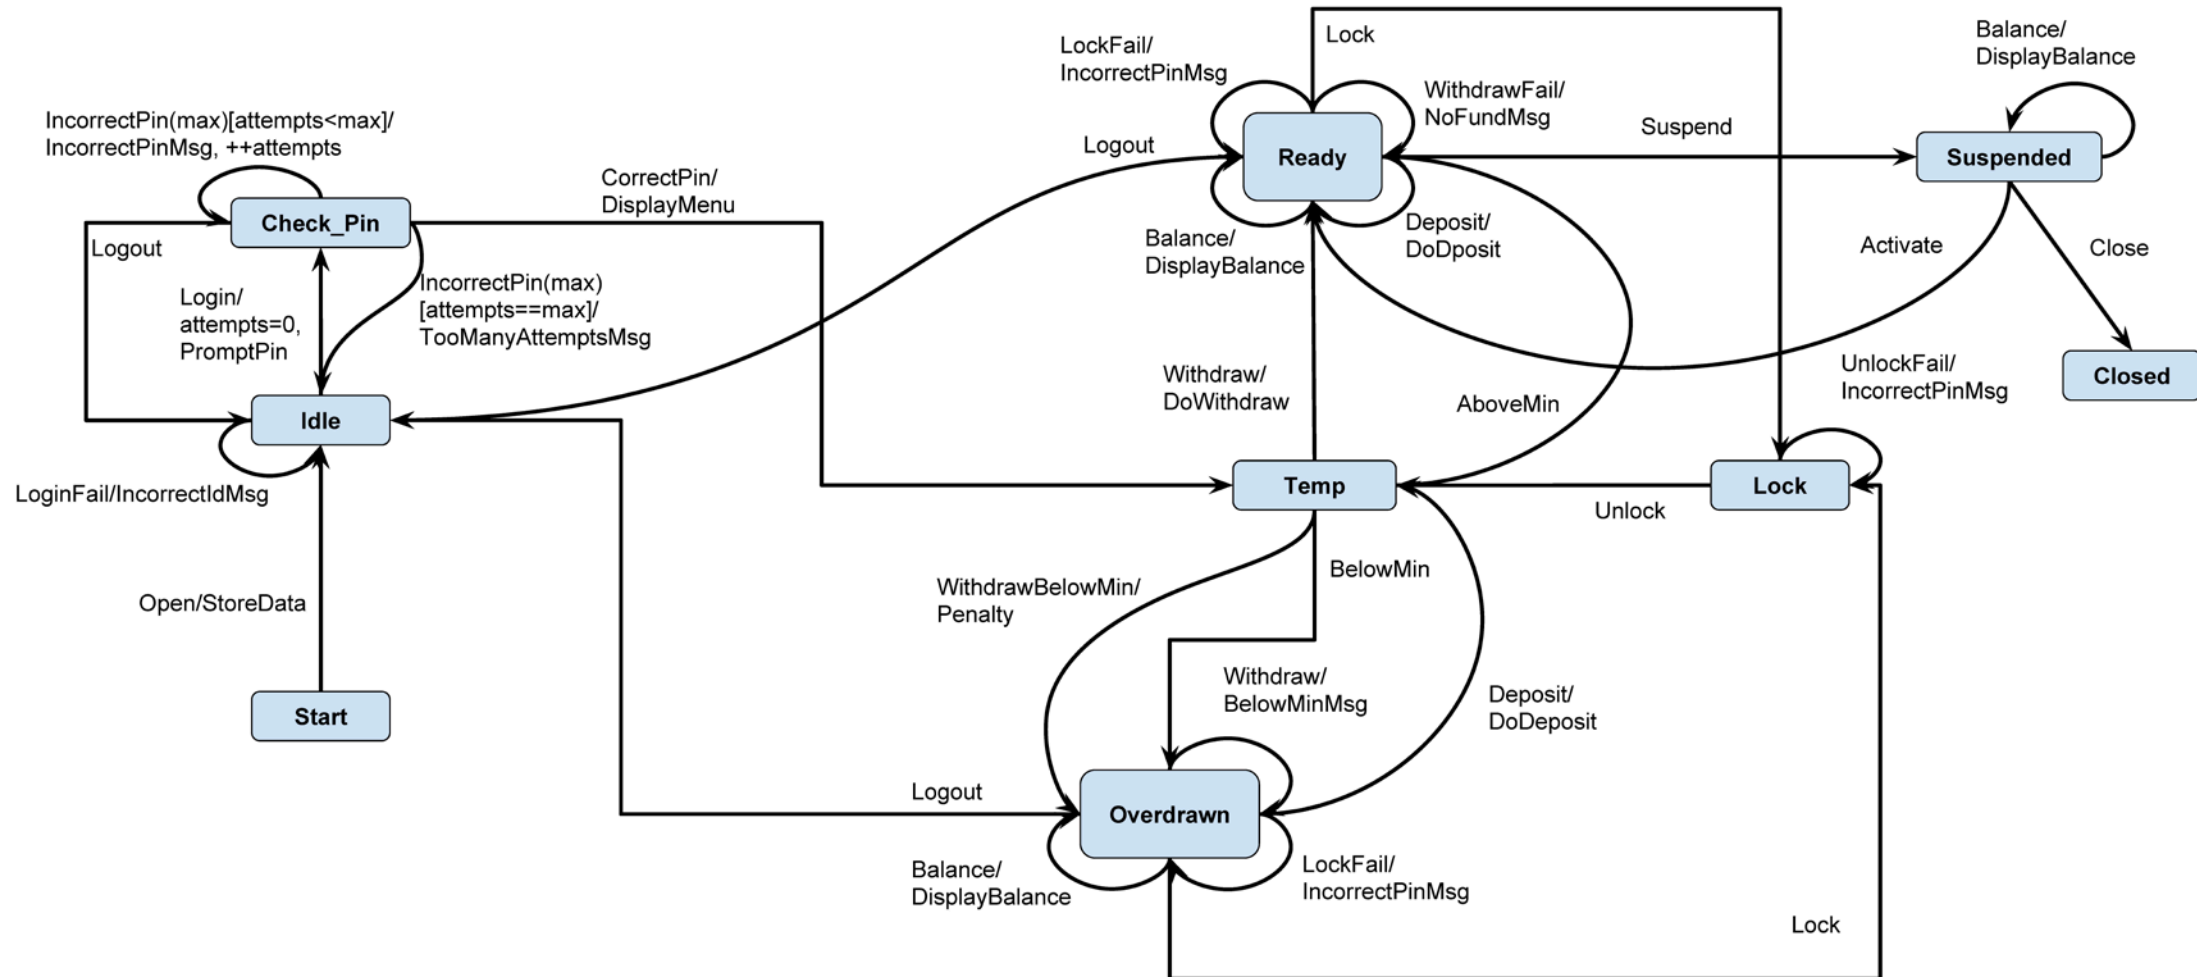 Lock
Balance/
DisplayBalance
LockFail/
IncorrectPinMsg
WithdrawFail/
NoFundMsg
IncorrectPin(max)[attempts<max]/
IncorrectPinMsg, ++attempts
Logout
Suspend
Ready
Suspended
CorrectPin/
DisplayMenu
Check_Pin
Logout
Balance/
DisplayBalance
Deposit/
DoDposit
Activate
Close
Login/
attempts=0,
PromptPin
IncorrectPin(max)
[attempts==max]/
TooManyAttemptsMsg
Withdraw/
DoWithdraw
AboveMin
UnlockFail/
IncorrectPinMsg
Closed
Idle
LoginFail/IncorrectIdMsg
Temp
Lock
Unlock
Open/StoreData
WithdrawBelowMin/
Penalty
BelowMin
Withdraw/
BelowMinMsg
Deposit/
DoDeposit
Start
Logout
Overdrawn
Balance/
DisplayBalance
LockFail/
IncorrectPinMsg
Lock